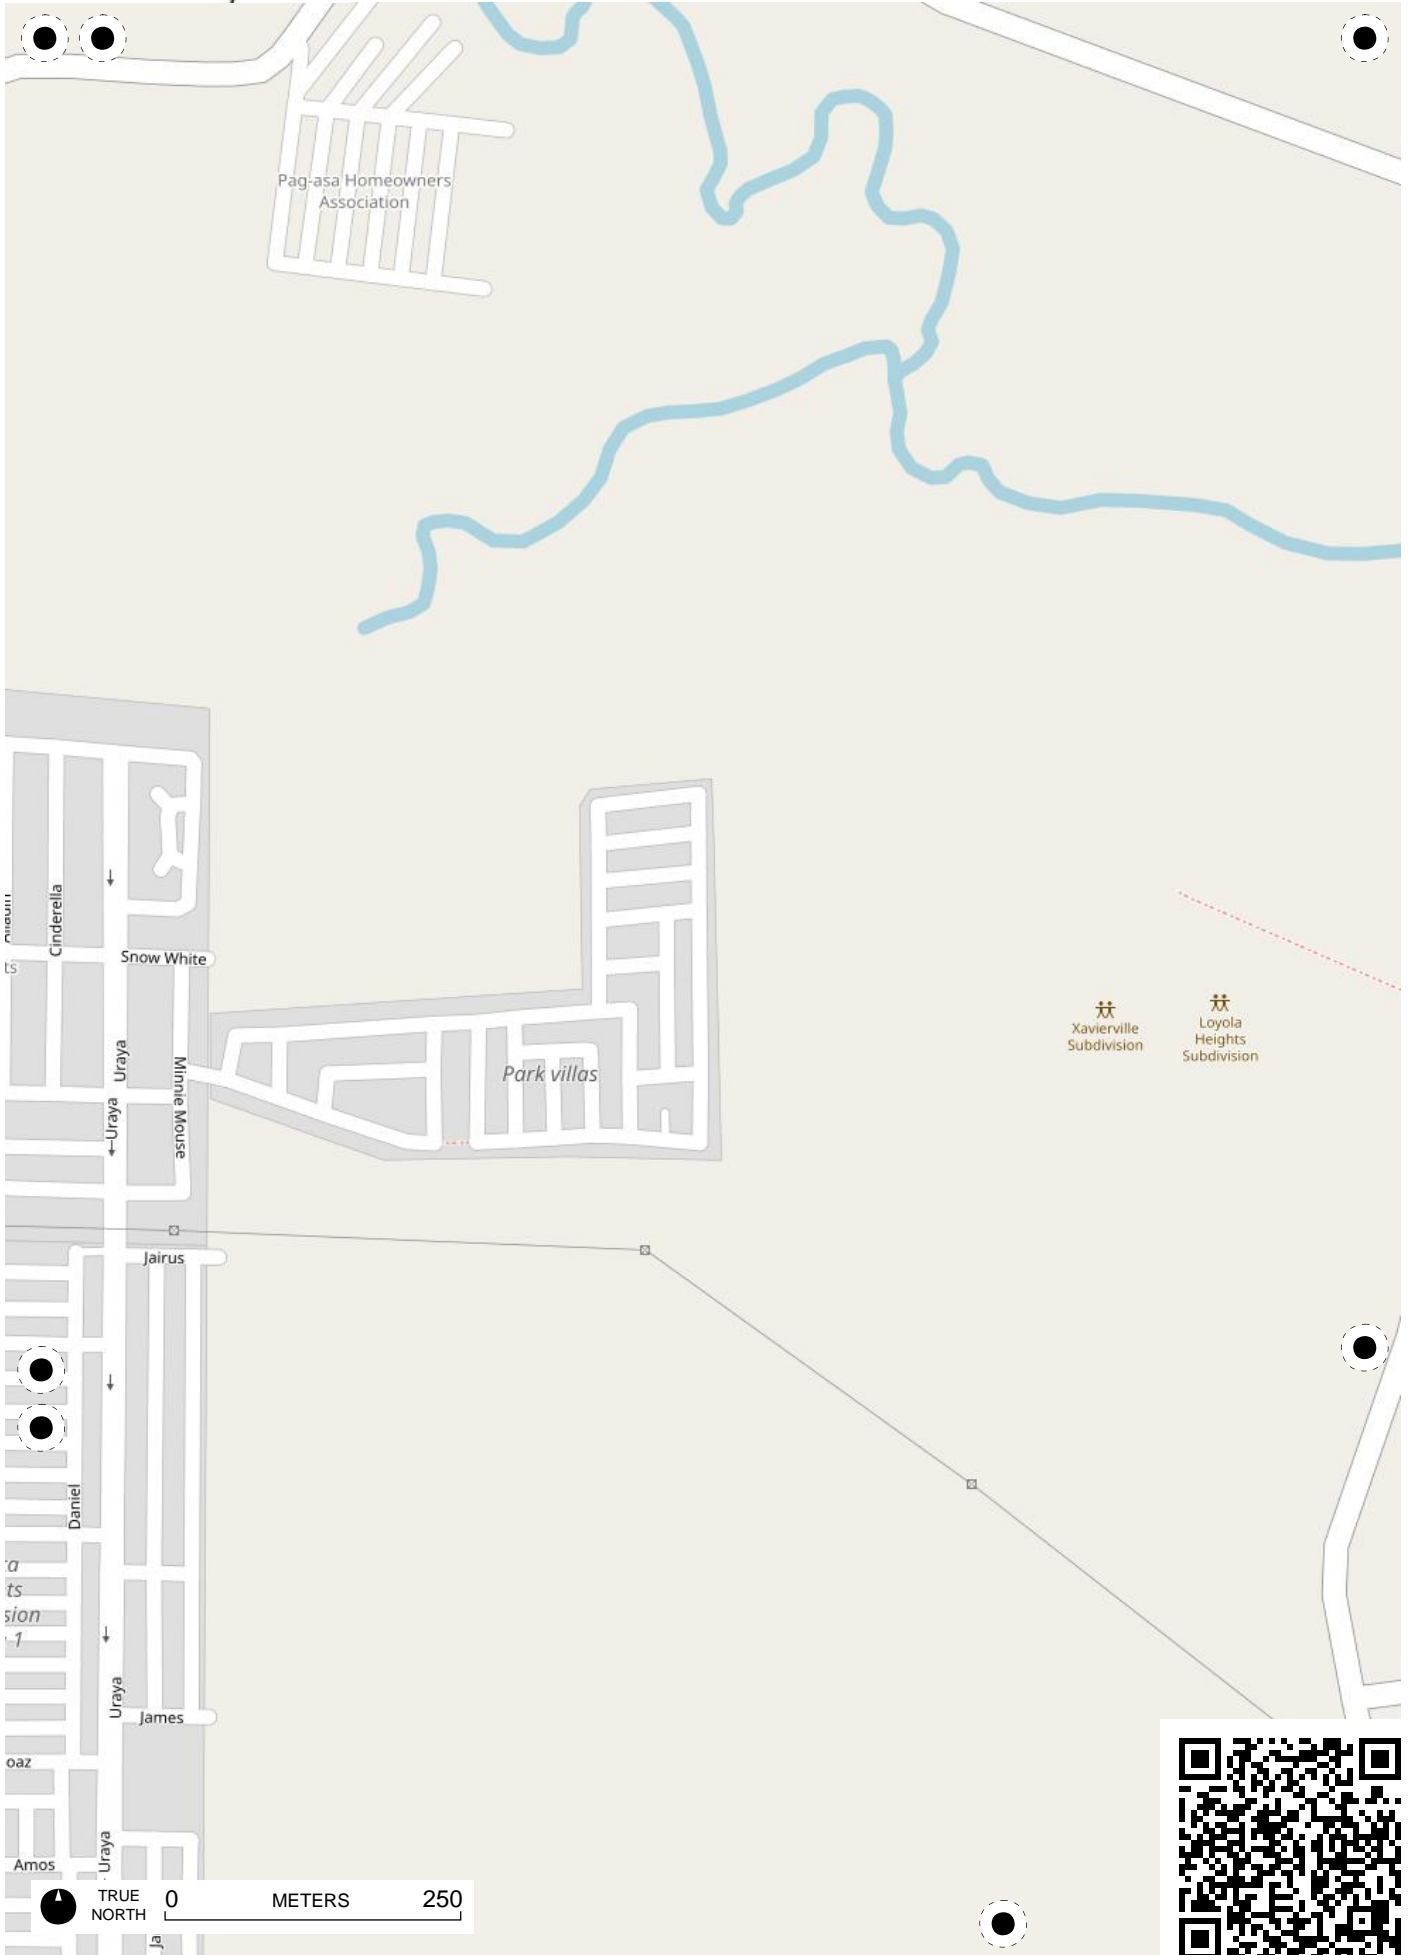 Pag-asa Homeowners
Association
Cinderella
Snow White
Uraya
Minnie Mouse
Uraya
Park villas
Xavierville
Subdivision
Loyola
Heights
Subdivision
Jairus
Daniel
Uraya
James
Amos
Uraya
TRUE
NORTH
0 METERS 250